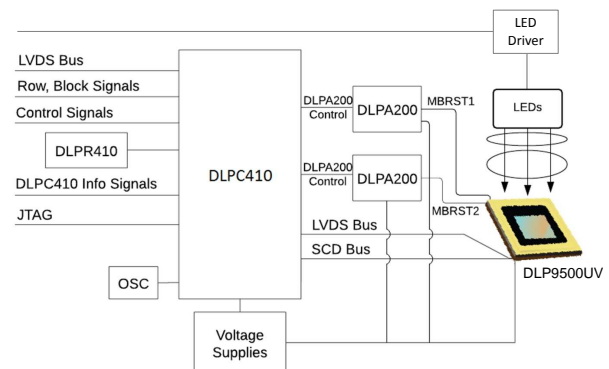 LED
Driver
LVDS Bus
Row, Block Signals
Control Signals
DLPR410
DLPC410 Info Signals
JTAG
OSC
DLPC410
Voltage
Supplies
DLPA200
Control
DLPA200
MBRST1
DLPA200
Control
DLPA200
MBRST2
LVDS Bus
SCD Bus
LEDs
DLP9500UV